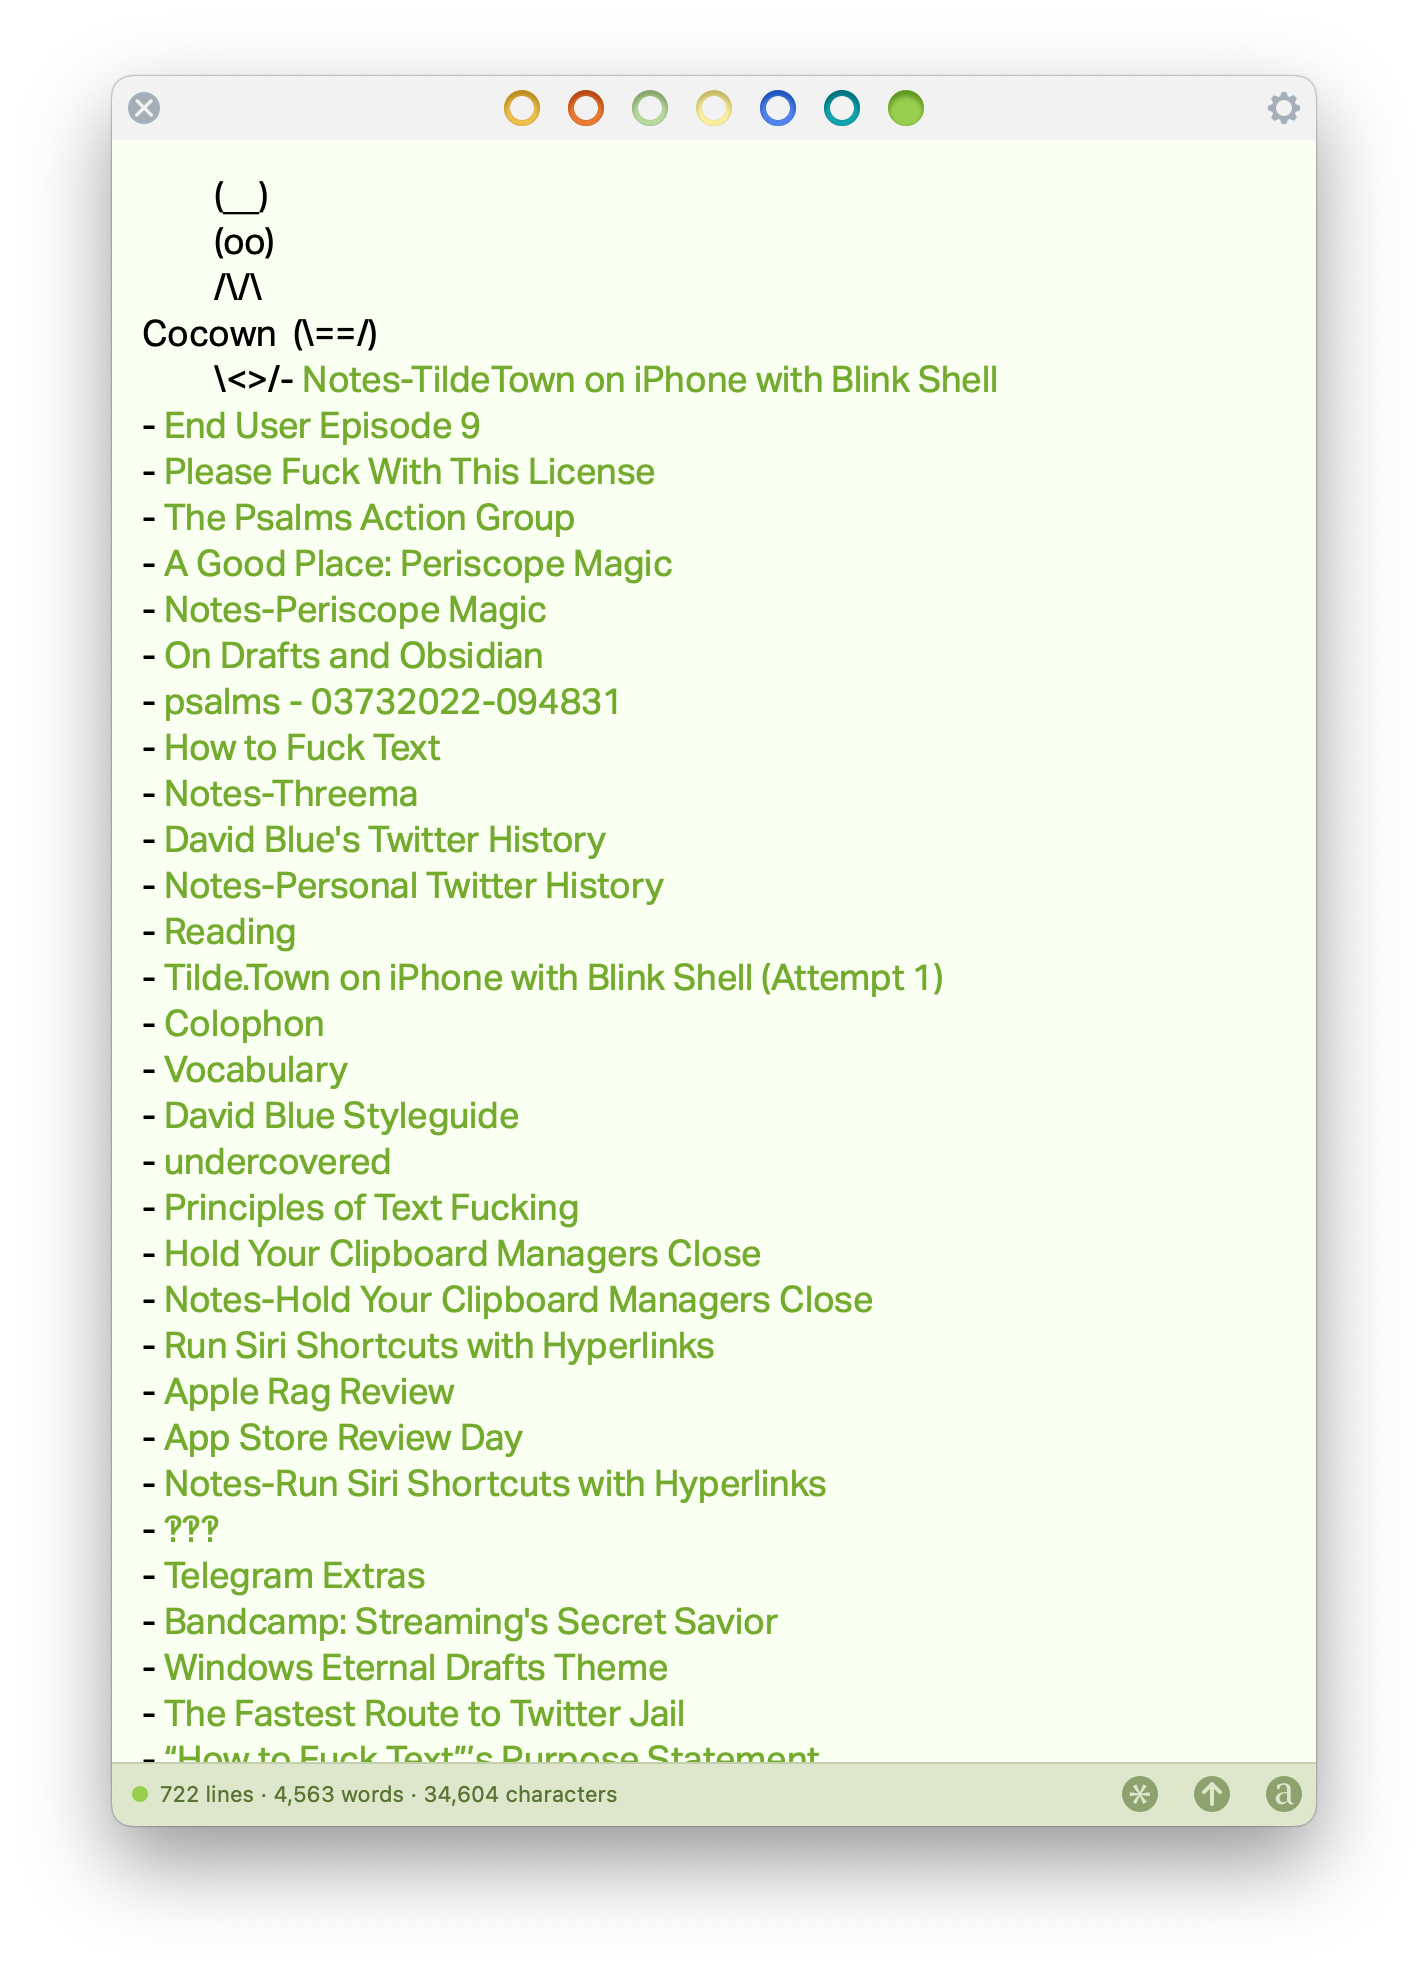 (__)
(oo)
/\/\
Cocown (\==/)
\<>/- Notes-TildeTown on iPhone with Blink Shell
- End User Episode 9
- Please Fuck With This License
- The Psalms Action Group
- A Good Place: Periscope Magic
- Notes-Periscope Magic
- On Drafts and Obsidian
- psalms - 03732022-094831
- How to Fuck Text
- Notes-Threema
- David Blue's Twitter History
- Notes-Personal Twitter History
- Reading
- Tilde.Town on iPhone with Blink Shell (Attempt 1)
- Colophon
- Vocabulary
- David Blue Styleguide
- undercovered
- Principles of Text Fucking
- Hold Your Clipboard Managers Close
- Notes-Hold Your Clipboard Managers Close
- Run Siri Shortcuts with Hyperlinks
- Apple Rag Review
- App Store Review Day
- Notes-Run Siri Shortcuts with Hyperlinks
- ‽‽‽
- Telegram Extras
- Bandcamp: Streaming's Secret Savior
- Windows Eternal Drafts Theme
- The Fastest Route to Twitter Jail
- “How to Fuck Text”’s Purpose Statement
722 lines · 4,563 words · 34,604 characters
a